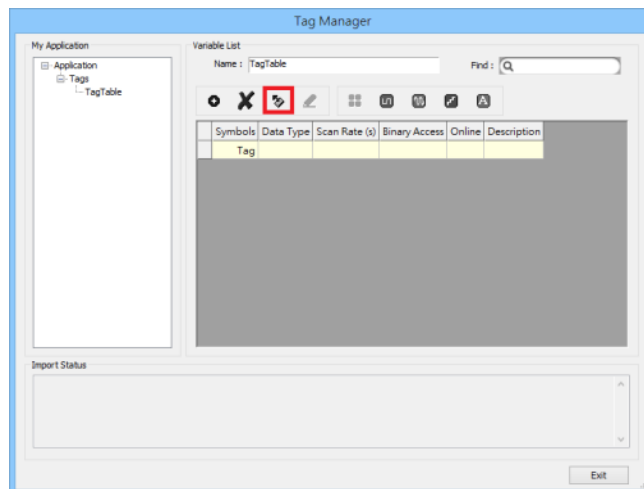 Tag Manager
My Application
Application
Tags
TagTable
Variable List
Name : TagTable
Find :
Symbols Data Type Scan Rate (s) Binary Access Online Description
Tag
Import Status
Exit